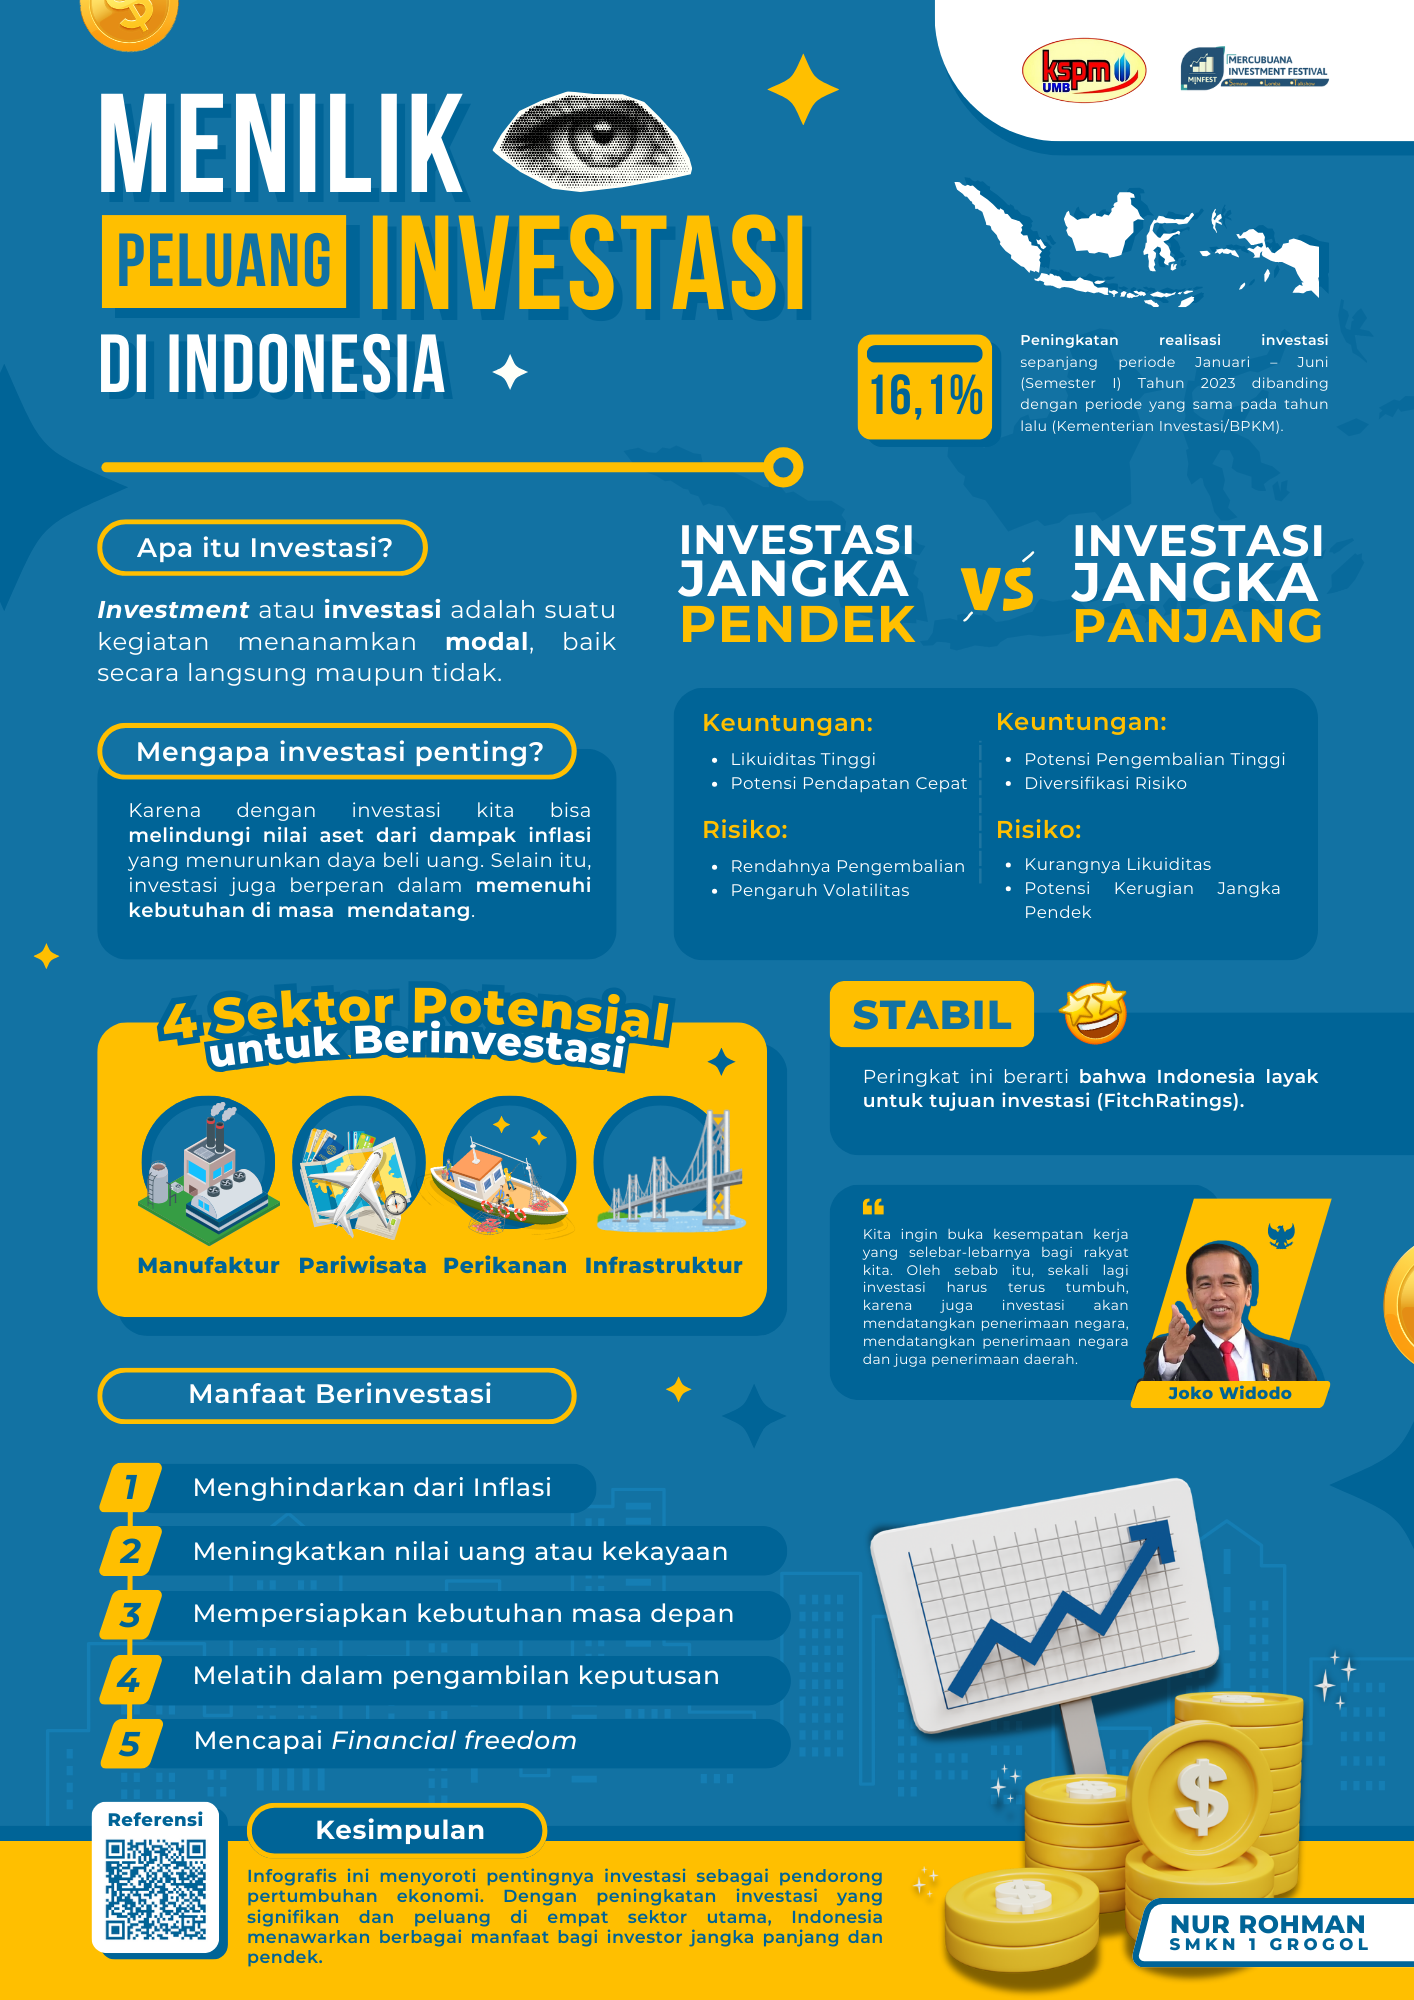 kspm
UMB
MINFEST
MERCUBUANA
INVESTMENT FESTIVAL
MENILIK
PELUANG INVESTASI
DI INDONESIA
16,1%
Peningkatan realisasi investasi
sepanjang periode Januari – Juni
(Semester I) Tahun 2023 dibanding
dengan periode yang sama pada tahun
lalu (Kementerian Investasi/BPKM).
Apa itu Investasi?
Investment atau investasi adalah suatu
kegiatan menanamkan modal, baik
secara langsung maupun tidak.
Mengapa investasi penting?
Karena dengan investasi kita bisa
melindungi nilai aset dari dampak inflasi
yang menurunkan daya beli uang. Selain itu,
investasi juga berperan dalam memenuhi
kebutuhan di masa mendatang.
INVESTASI
JANGKA
PENDEK
VS
INVESTASI
JANGKA
PANJANG
Keuntungan:
• Likuiditas Tinggi
• Potensi Pendapatan Cepat
Risiko:
• Rendahnya Pengembalian
• Pengaruh Volatilitas
Keuntungan:
• Potensi Pengembalian Tinggi
• Diversifikasi Risiko
Risiko:
• Kurangnya Likuiditas
• Potensi Kerugian Jangka
Pendek
4 Sektor Potensial
untuk Berinvestasi
Manufaktur Pariwisata Perikanan Infrastruktur
STABIL
Peringkat ini berarti bahwa Indonesia layak
untuk tujuan investasi (FitchRatings).
Kita ingin buka kesempatan kerja
yang selebar-lebarnya bagi rakyat
kita. Oleh sebab itu, sekali lagi
investasi harus terus tumbuh,
karena juga investasi akan
mendatangkan penerimaan negara,
mendatangkan penerimaan negara
dan juga penerimaan daerah.
Joko Widodo
Manfaat Berinvestasi
1 Menghindarkan dari Inflasi
2 Meningkatkan nilai uang atau kekayaan
3 Mempersiapkan kebutuhan masa depan
4 Melatih dalam pengambilan keputusan
5 Mencapai Financial freedom
Referensi
Kesimpulan
Infografis ini menyoroti pentingnya investasi sebagai pendorong
pertumbuhan ekonomi. Dengan peningkatan investasi yang
signifikan dan peluang di empat sektor utama, Indonesia
menawarkan berbagai manfaat bagi investor jangka panjang dan
pendek.
NUR ROHMAN
SMKN 1 GROGOL